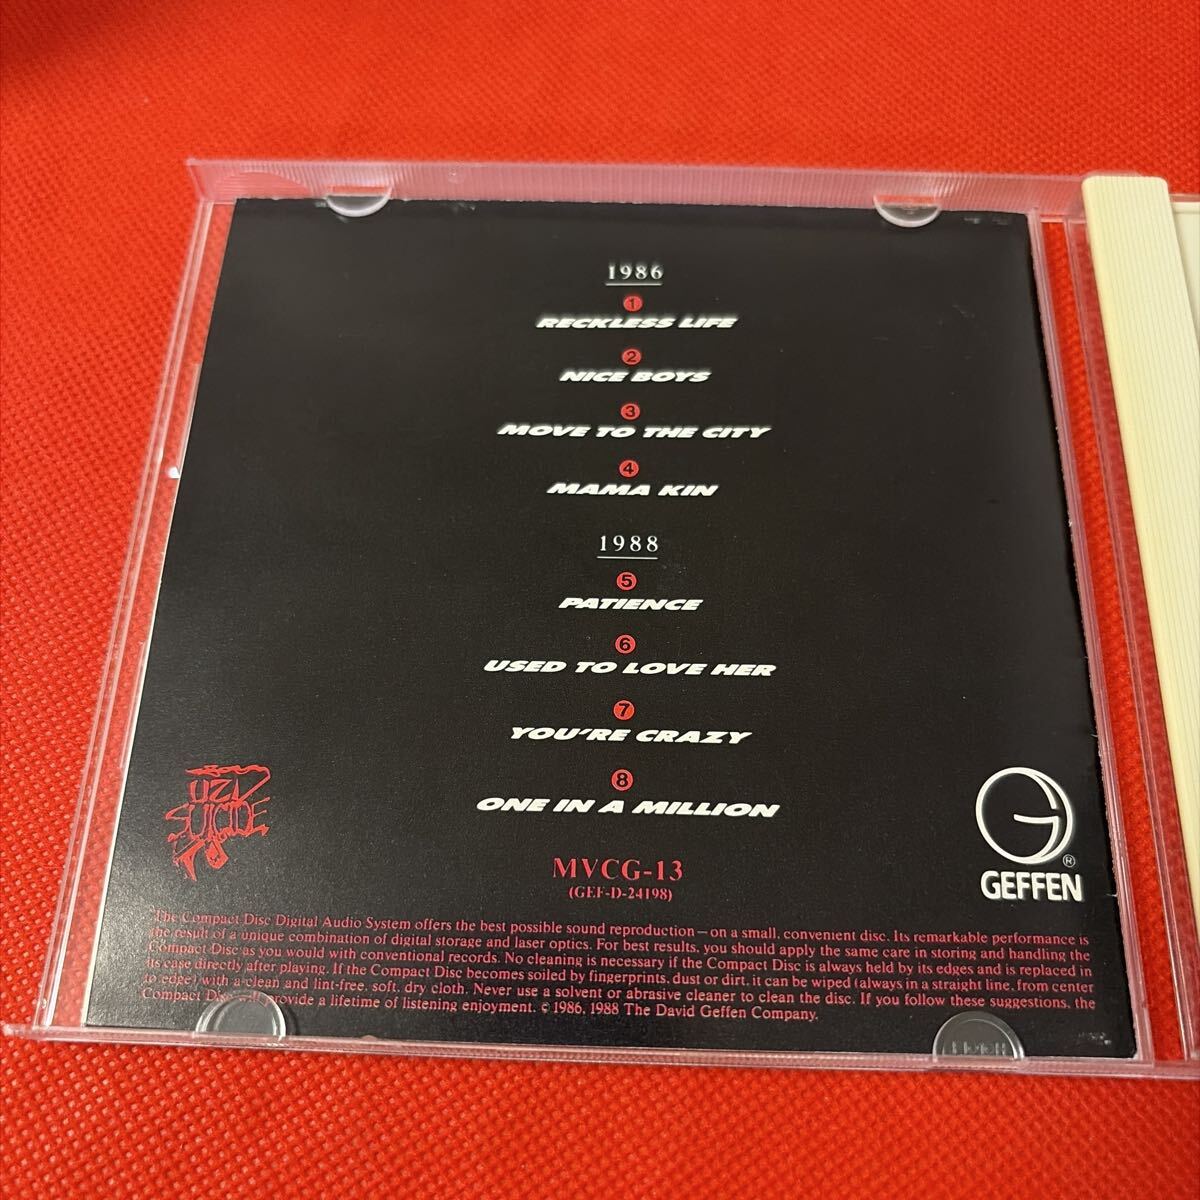 1986
1
RECKLESS LIFE
2
NICE BOYS
3
MOVE TO THE CITY
4
MAMA KIN
1988
5
PATIENCE
6
USED TO LOVE HER
7
YOU'RE CRAZY
8
ONE IN A MILLION
UZI
SUICIDE
G
®
GEFFEN
MVCG-13
(GEF-D-24198)
The Compact Disc Digital Audio System offers the best possible sound reproduction—on a small, convenient disc. Its remarkable performance is
the result of a unique combination of digital storage and laser optics. For best results, you should apply the same care in storing and handling the
Compact Disc as you would with conventional records. No cleaning is necessary if the Compact Disc is always held by its edges and is replaced in
its case directly after playing. If the Compact Disc becomes soiled by fingerprints, dust or dirt, it can be wiped (always in a straight line, from center
to edge) with a clean and lint-free, soft, dry cloth. Never use a solvent or abrasive cleaner to clean the disc. If you follow these suggestions, the
Compact Disc will provide a lifetime of listening enjoyment. © 1986, 1988 The David Geffen Company.